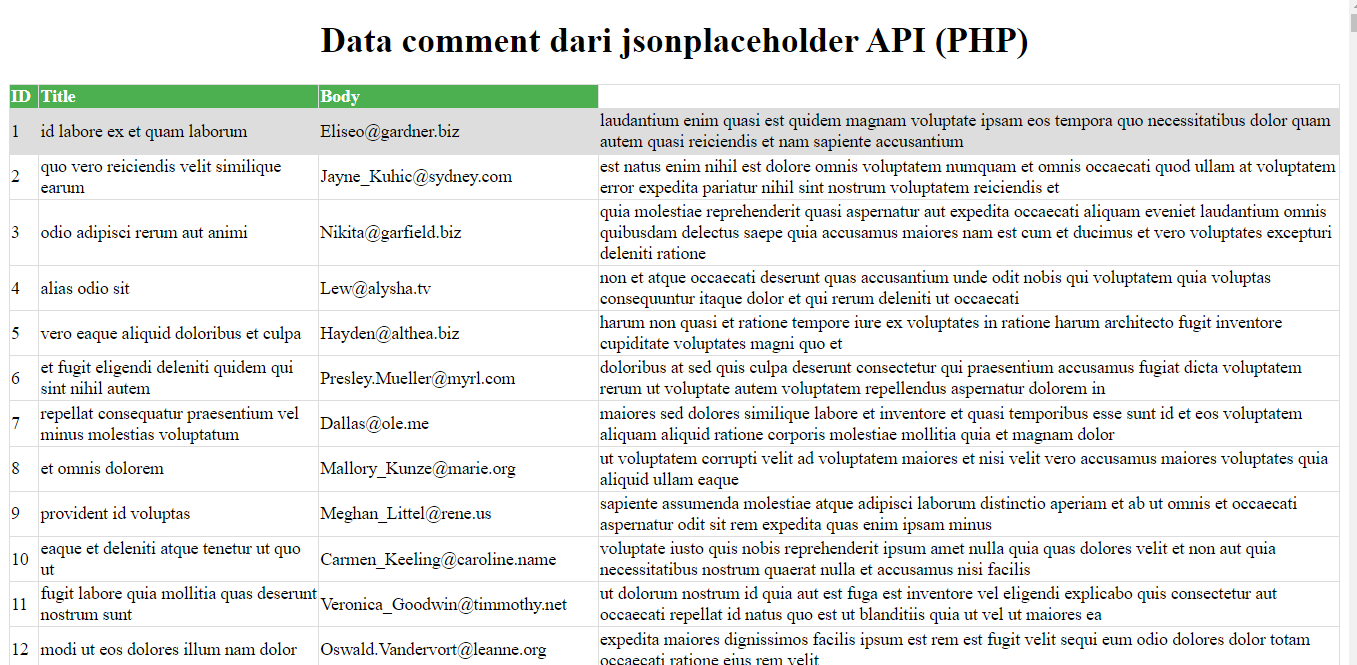 Data comment dari jsonplaceholder API (PHP)
ID Title Body
1 id labore ex et quam laborum Eliseo@gardner.biz laudantium enim quasi est quidem magnam voluptate ipsam eos tempora quo necessitatibus dolor quam
autem quasi reiciendis et nam sapiente accusantium
2 quo vero reiciendis velit similique
earum Jayne_Kuhic@sydney.com est natus enim nihil est dolore omnis voluptatem numquam et omnis occaecati quod ullam at voluptatem
error expedita pariatur nihil sint nostrum voluptatem reiciendis et
3 odio adipisci rerum aut animi Nikita@garfield.biz quia molestiae reprehenderit quasi aspernatur aut expedita occaecati aliquam eveniet laudantium omnis
quibusdam delectus saepe quia accusamus maiores nam est cum et ducimus et vero voluptates excepturi
deleniti ratione
4 alias odio sit Lew@alysha.tv non et atque occaecati deserunt quas accusantium unde odit nobis qui voluptatem quia voluptas
consequuntur itaque dolor et qui rerum deleniti ut occaecati
5 vero eaque aliquid doloribus et culpa Hayden@althea.biz harum non quasi et ratione tempore iure ex voluptates in ratione harum architecto fugit inventore
cupiditate voluptates magni quo et
6 et fugit eligendi deleniti quidem qui
sint nihil autem Presley.Mueller@myrl.com doloribus at sed quis culpa deserunt consectetur qui praesentium accusamus fugiat dicta voluptatem
rerum ut voluptate autem voluptatem repellendus aspernatur dolorem in
7 repellat consequatur praesentium vel
minus molestias voluptatum Dallas@ole.me maiores sed dolores similique labore et inventore et quasi temporibus esse sunt id et eos voluptatem
aliquam aliquid ratione corporis molestiae mollitia quia et magnam dolor
8 et omnis dolorem Mallory_Kunze@marie.org ut voluptatem corrupti velit ad voluptatem maiores et nisi velit vero accusamus maiores voluptates quia
aliquid ullam eaque
9 provident id voluptas Meghan_Littel@rene.us sapiente assumenda molestiae atque adipisci laborum distinctio aperiam et ab ut omnis et occaecati
aspernatur odit sit rem expedita quas enim ipsam minus
10 eaque et deleniti atque tenetur ut quo
ut Carmen_Keeling@caroline.name voluptate iusto quis nobis reprehenderit ipsum amet nulla quia quas dolores velit et non aut quia
necessitatibus nostrum quaerat nulla et accusamus nisi facilis
11 fugit labore quia mollitia quas deserunt
nostrum sunt Veronica_Goodwin@timmothy.net ut dolorum nostrum id quia aut est fuga est inventore vel eligendi explicabo quis consectetur aut
occaecati repellat id natus quo est ut blanditiis quia ut vel ut maiores ea
12 modi ut eos dolores illum nam dolor Oswald.Vandervort@leanne.org expedita maiores dignissimos facilis ipsum est rem est fugit velit sequi eum odio dolores dolor totam
occaecati ratione eius rem velit